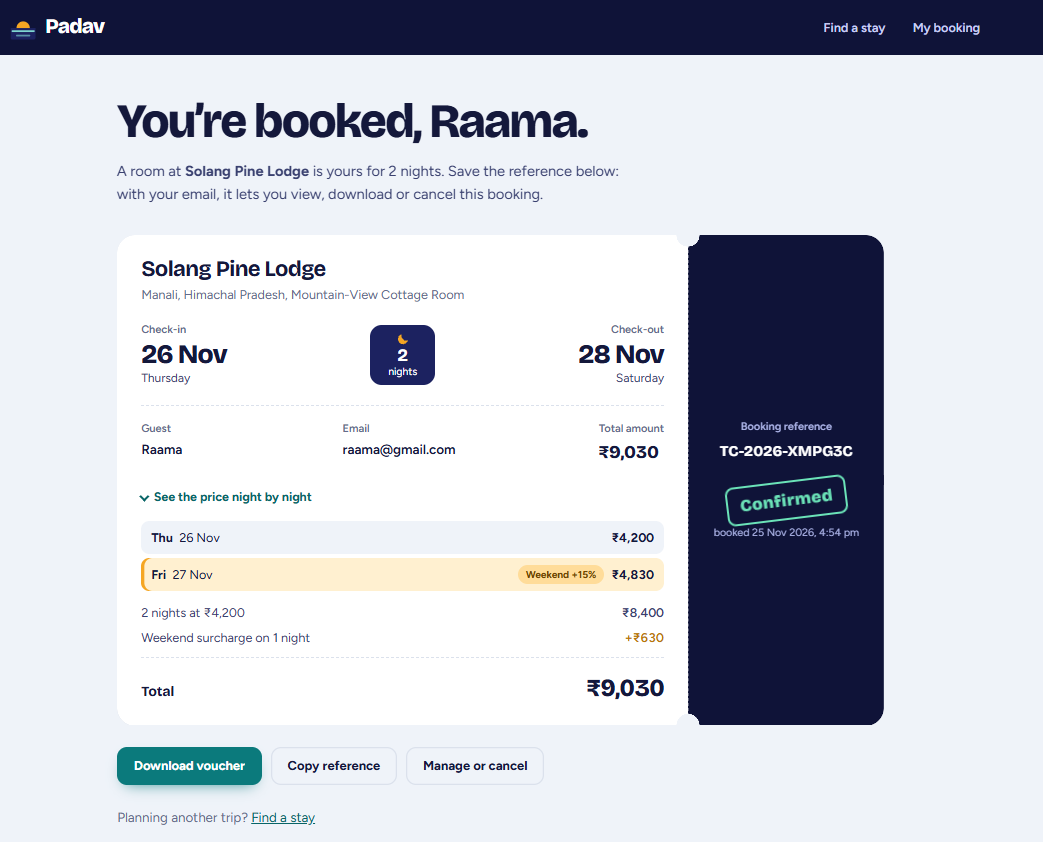 Padav
Find a stay
My booking
You're booked, Raama.
A room at Solang Pine Lodge is yours for 2 nights. Save the reference below:
with your email, it lets you view, download or cancel this booking.
Solang Pine Lodge
Manali, Himachal Pradesh, Mountain-View Cottage Room
Check-in
26 Nov
Thursday
2
nights
Check-out
28 Nov
Saturday
Guest
Raama
Email
raama@gmail.com
Total amount
₹9,030
See the price night by night
Thu 26 Nov ₹4,200
Fri 27 Nov Weekend +15% ₹4,830
2 nights at ₹4,200 ₹8,400
Weekend surcharge on 1 night +₹630
Total ₹9,030
Booking reference
TC-2026-XMPG3C
Confirmed
booked 25 Nov 2026, 4:54 pm
Download voucher
Copy reference
Manage or cancel
Planning another trip? Find a stay